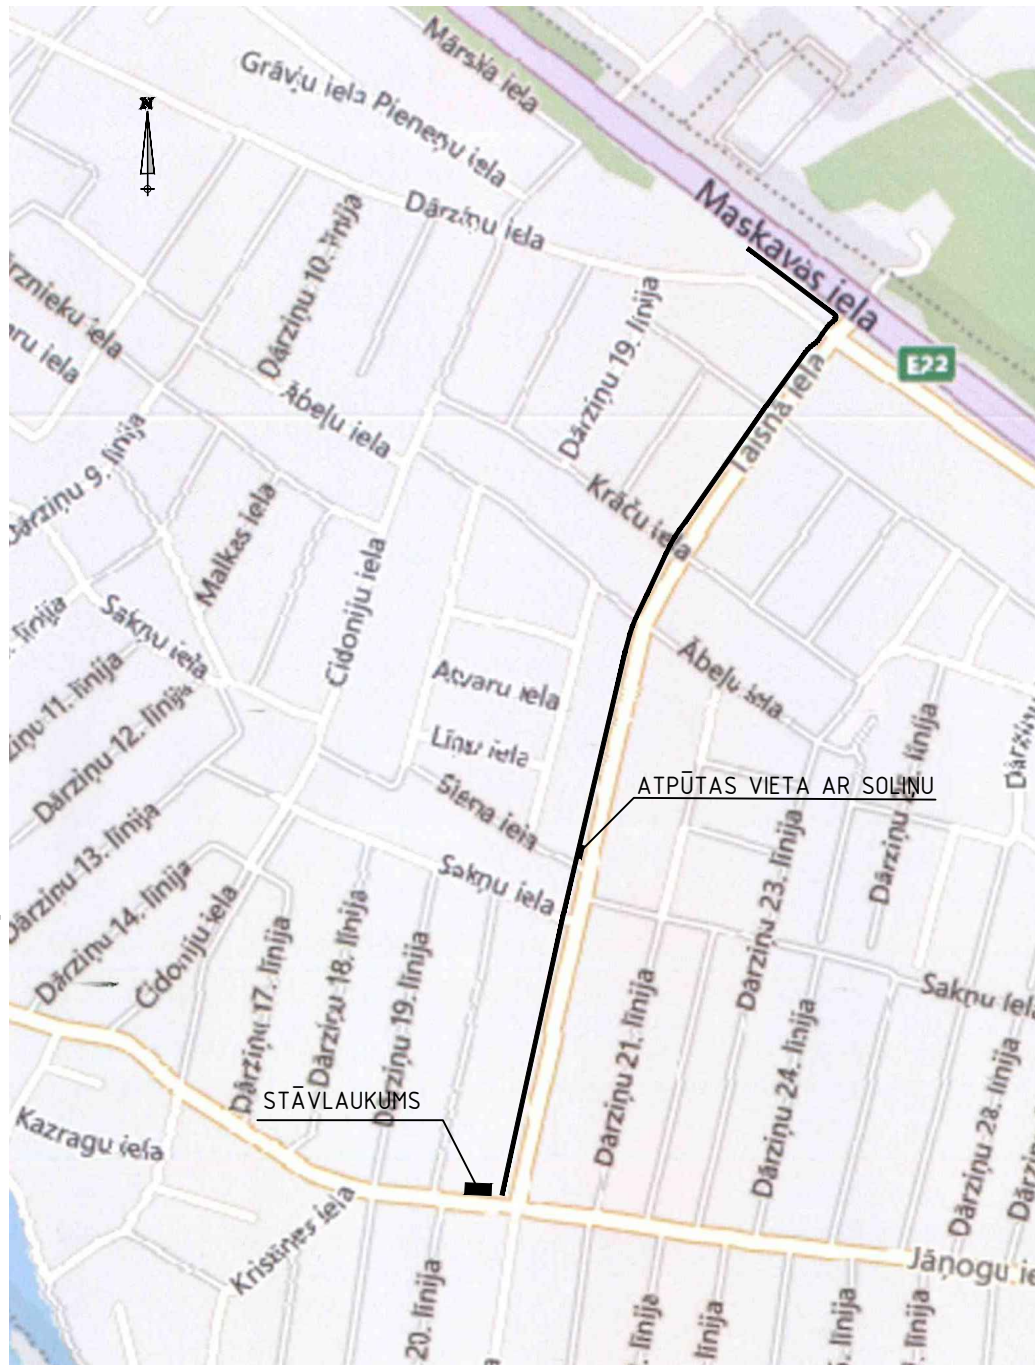 Mārsila iela
Grāvju iela Pieneņu iela
N
Dārziņu iela
Maskavas iela
Dārziņu 10. līnija
Dārziņu 19. līnija
rznieku iela
aru iela
E22
Taisnā iela
Ābeļu iela
Dārziņu 9. līnija
Krāču iela
Malkas iela
Cidoniju iela
līnija
Sakņu iela
Ābeļu iela
Atvaru iela
Dārziņu 12. līnija
Siena iela
ATPŪTAS VIETA AR SOLIŅU
Dārziņu 13. līnija
Dārziņu 23. līnija
Sakņu iela
Dārziņu 14. līnija
Cidoniju iela
Dārziņu 17. līnija
Dārziņu 18. līnija
Dārziņu 19. līnija
Sakņu iela
Dārziņu 21. līnija
Dārziņu 24. līnija
Dārziņu 28. līnija
STĀVLAUKUMS
Kazragu iela
Kristīnes iela
Jāņogu ie
20. līnija
līnija
līnija
līnija
līnija